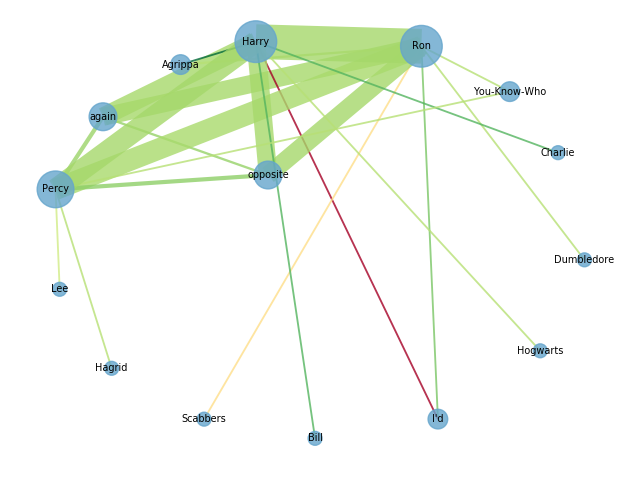 Harry
Ron
Agrippa
You-Know-Who
again
Charlie
opposite
Percy
Dumbledore
Lee
Hogwarts
Hagrid
Scabbers
I'd
Bill